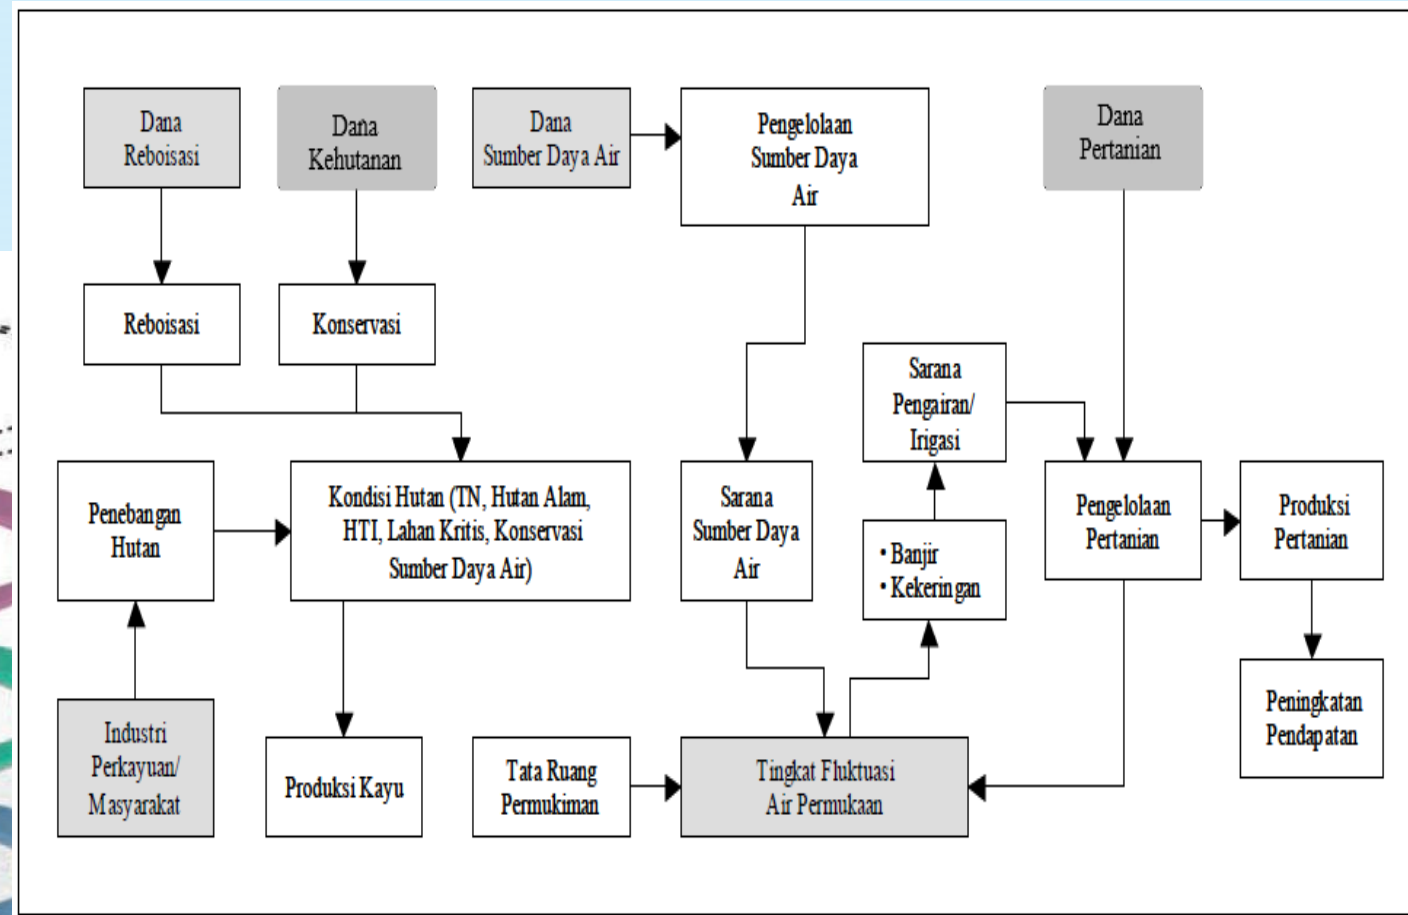 Dana
Reboisasi
Dana
Kehutanan
Dana
Sumber Daya Air
Pengelolaan
Sumber Daya
Air
Dana
Pertanian
Reboisasi
Konservasi
Sarana
Pengairan/
Irigasi
Penebangan
Hutan
Kondisi Hutan (TN, Hutan Alam,
HTI, Lahan Kritis, Konservasi
Sumber Daya Air)
Sarana
Sumber Daya
Air
• Banjir
• Kekeringan
Pengelolaan
Pertanian
Produksi
Pertanian
Industri
Perkayuan/
Masyarakat
Produksi Kayu
Tata Ruang
Permukiman
Tingkat Fluktuasi
Air Permukaan
Peningkatan
Pendapatan